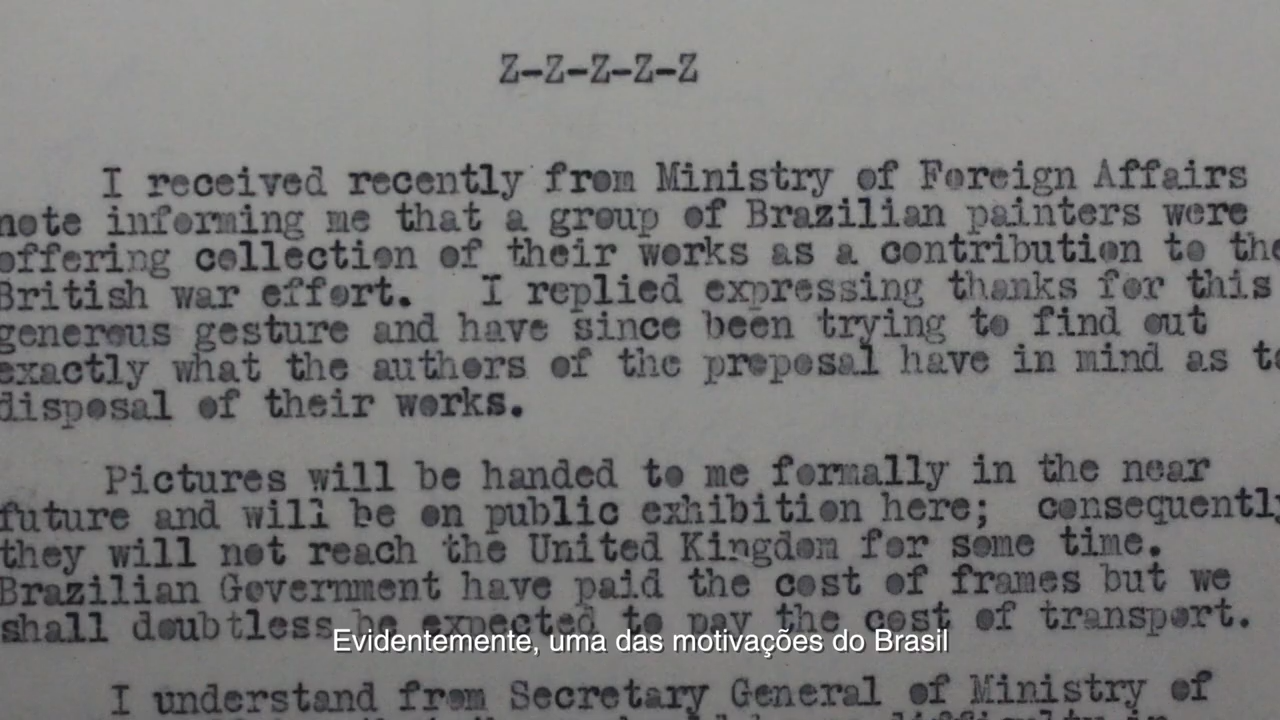 Z-Z-Z-Z-Z
I received recently from Ministry of Foreign Affairs
note informing me that a group of Brazilian painters were
offering collection of their works as a contribution to the
British war effort. I replied expressing thanks for this
generous gesture and have since been trying to find out
exactly what the authors of the proposal have in mind as to
disposal of their works.
Pictures will be handed to me formally in the near
future and will be on public exhibition here; consequently
they will not reach the United Kingdom for some time.
Brazilian Government have paid the cost of frames but we
shall doubtless be expected to pay the cost of transport.
Evidentemente, uma das motivações do Brasil
I understand from Secretary General of Ministry of